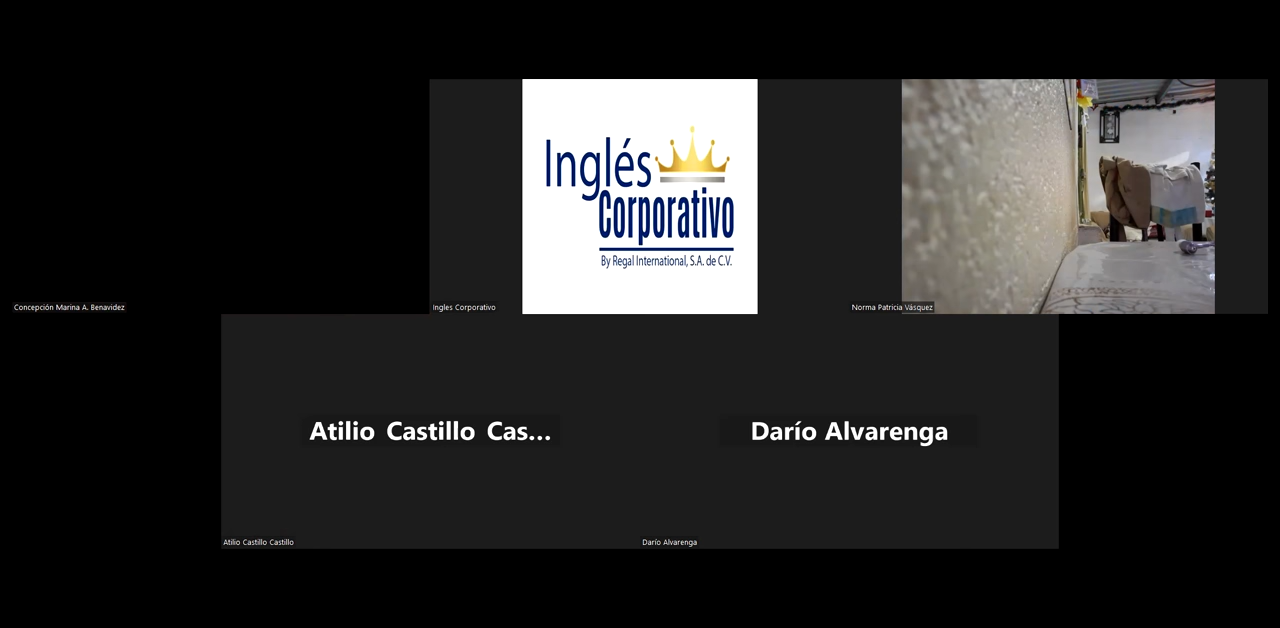 Inglés
Corporativo
By Regal International, S.A. de C.V.
Concepción Marina A. Benavidez
Ingles Corporativo
Norma Patricia Vásquez
Atilio Castillo Cas...
Darío Alvarenga
Atilio Castillo Castillo
Darío Alvarenga